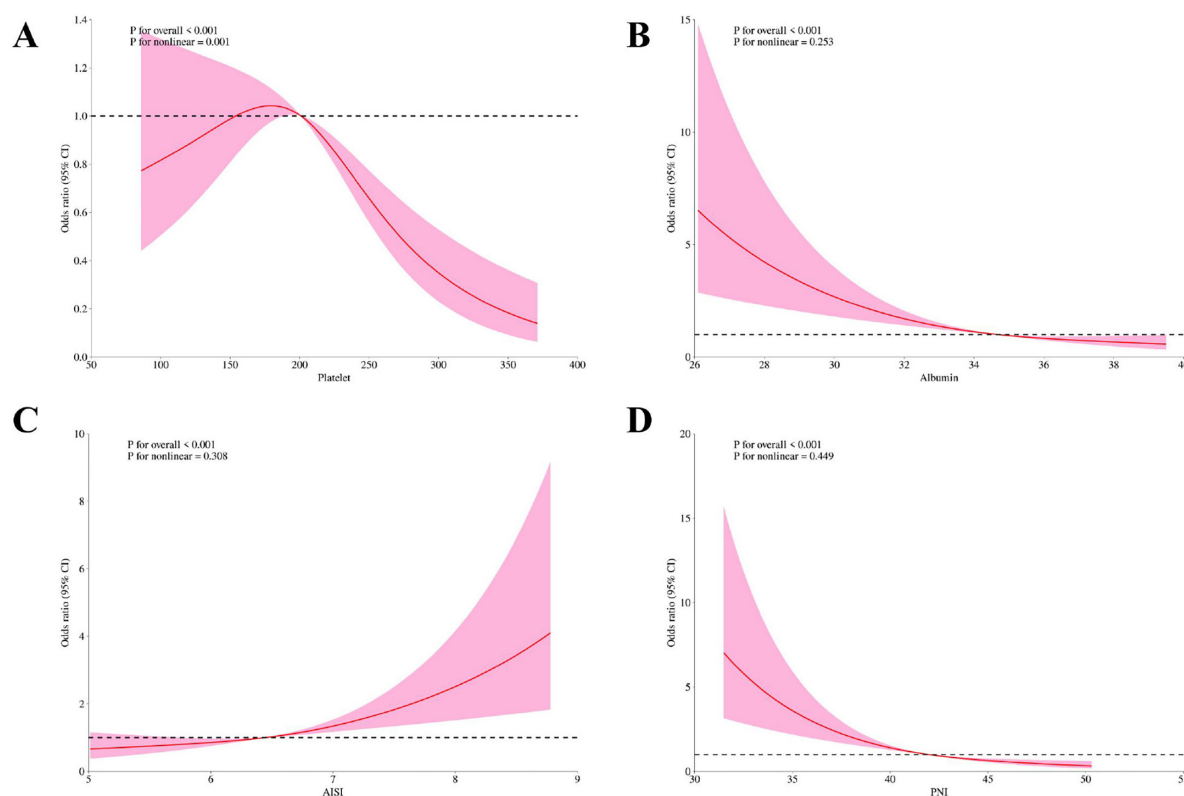 A
P for overall < 0.001
P for nonlinear = 0.001
Odds ratio (95% CI)
1.4
1.2
1.0
0.8
0.6
0.4
0.2
0.0
50
100
150
200
250
300
350
400
Platelet
B
P for overall < 0.001
P for nonlinear = 0.253
Odds ratio (95% CI)
15
10
5
0
26
28
30
32
34
36
38
Albumin
C
P for overall < 0.001
P for nonlinear = 0.308
Odds ratio (95% CI)
10
8
6
4
2
0
5
6
7
8
9
AISI
D
P for overall < 0.001
P for nonlinear = 0.449
Odds ratio (95% CI)
20
15
10
5
0
30
35
40
45
50
PNI